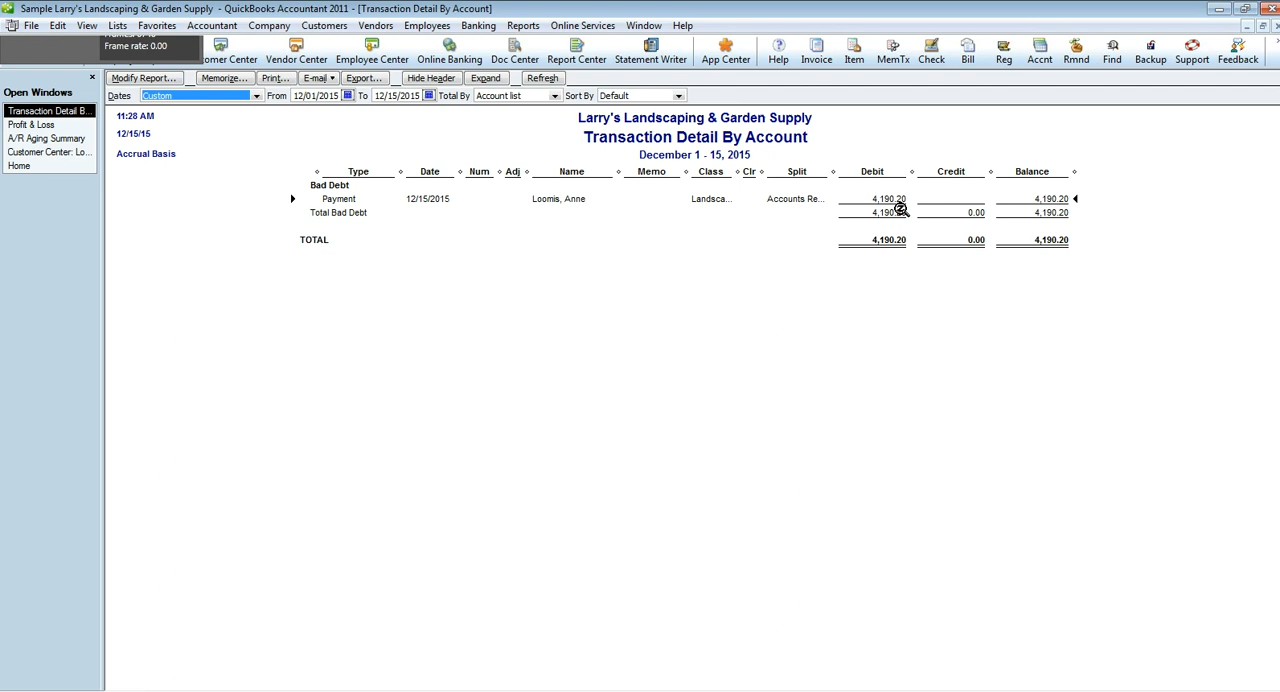 Sample Larry's Landscaping & Garden Supply - QuickBooks Accountant 2011 - [Transaction Detail By Account]
File Edit View Lists Favorites Accountant Company Customers Vendors Employees Banking Reports Online Services Window Help
Frame rate: 0.00
omer Center Vendor Center Employee Center Online Banking Doc Center Report Center Statement Writer App Center Help Invoice Item MemTx Check Bill Reg Accnt Rmnd Find Backup Support Feedback
Modify Report... Memorize... Print... E-mail Export... Hide Header Expand Refresh
Dates Custom From 12/01/2015 To 12/15/2015 Total By Account list Sort By Default
Open Windows
Transaction Detail B...
Profit & Loss
A/R Aging Summary
Customer Center: Lo...
Home
11:28 AM
12/15/15
Accrual Basis
Larry's Landscaping & Garden Supply
Transaction Detail By Account
December 1 - 15, 2015
Type Date Num Adj Name Memo Class Clr Split Debit Credit Balance
Bad Debt
Payment 12/15/2015 Loomis, Anne Landsca... Accounts Re... 4,190.20 4,190.20
Total Bad Debt 0.00 4,190.20
TOTAL 4,190.20 0.00 4,190.20